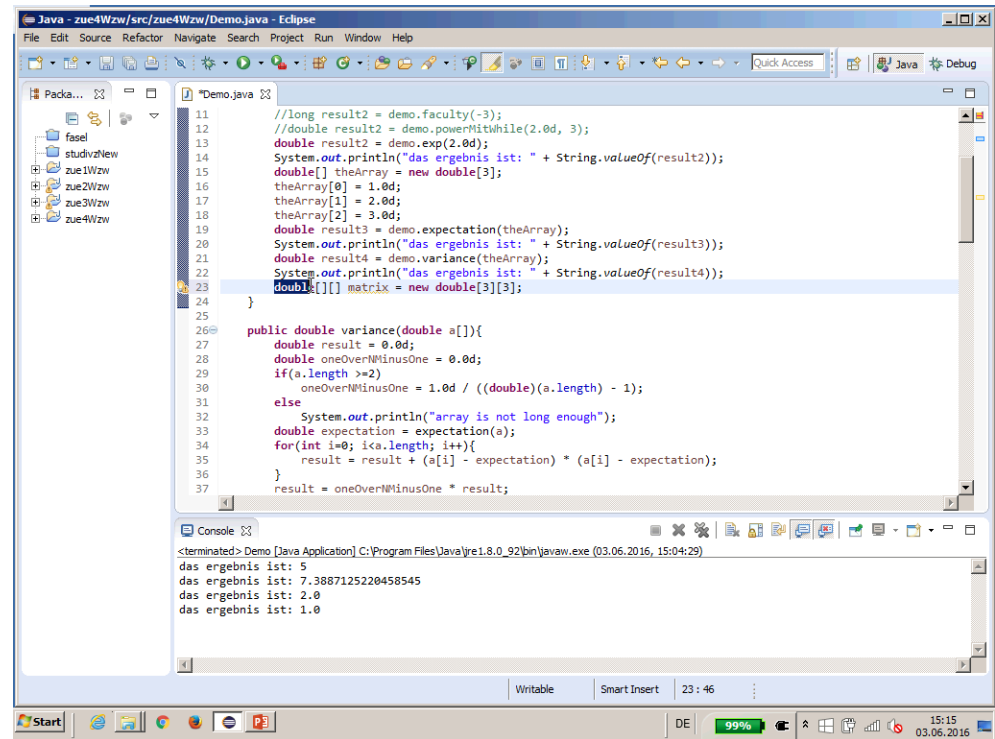 Java - zue4Wzw/src/zue4Wzw/Demo.java - Eclipse
File Edit Source Refactor Navigate Search Project Run Window Help
Quick Access
Java
Debug
Packa...
*Demo.java
fasel
studivzNew
zue1Wzw
zue2Wzw
zue3Wzw
zue4Wzw
11 //long result2 = demo.faculty(-3);
12 //double result2 = demo.powerMitWhile(2.0d, 3);
13 double result2 = demo.exp(2.0d);
14 System.out.println("das ergebnis ist: " + String.valueOf(result2));
15 double[] theArray = new double[3];
16 theArray[0] = 1.0d;
17 theArray[1] = 2.0d;
18 theArray[2] = 3.0d;
19 double result3 = demo.expectation(theArray);
20 System.out.println("das ergebnis ist: " + String.valueOf(result3));
21 double result4 = demo.variance(theArray);
22 System.out.println("das ergebnis ist: " + String.valueOf(result4));
23 double[][] matrix = new double[3][3];
24 }
25
26 public double variance(double a[]){
27 double result = 0.0d;
28 double oneOverNMinusOne = 0.0d;
29 if(a.length >=2)
30 oneOverNMinusOne = 1.0d / ((double)(a.length) - 1);
31 else
32 System.out.println("array is not long enough");
33 double expectation = expectation(a);
34 for(int i=0; i<a.length; i++){
35 result = result + (a[i] - expectation) * (a[i] - expectation);
36 }
37 result = oneOverNMinusOne * result;
Console
<terminated> Demo [Java Application] C:\Program Files\Java\jre1.8.0_92\bin\javaw.exe (03.06.2016, 15:04:29)
das ergebnis ist: 5
das ergebnis ist: 7.3887125220458545
das ergebnis ist: 2.0
das ergebnis ist: 1.0
Writable
Smart Insert
23 : 46
Start
DE
99%
15:15
03.06.2016